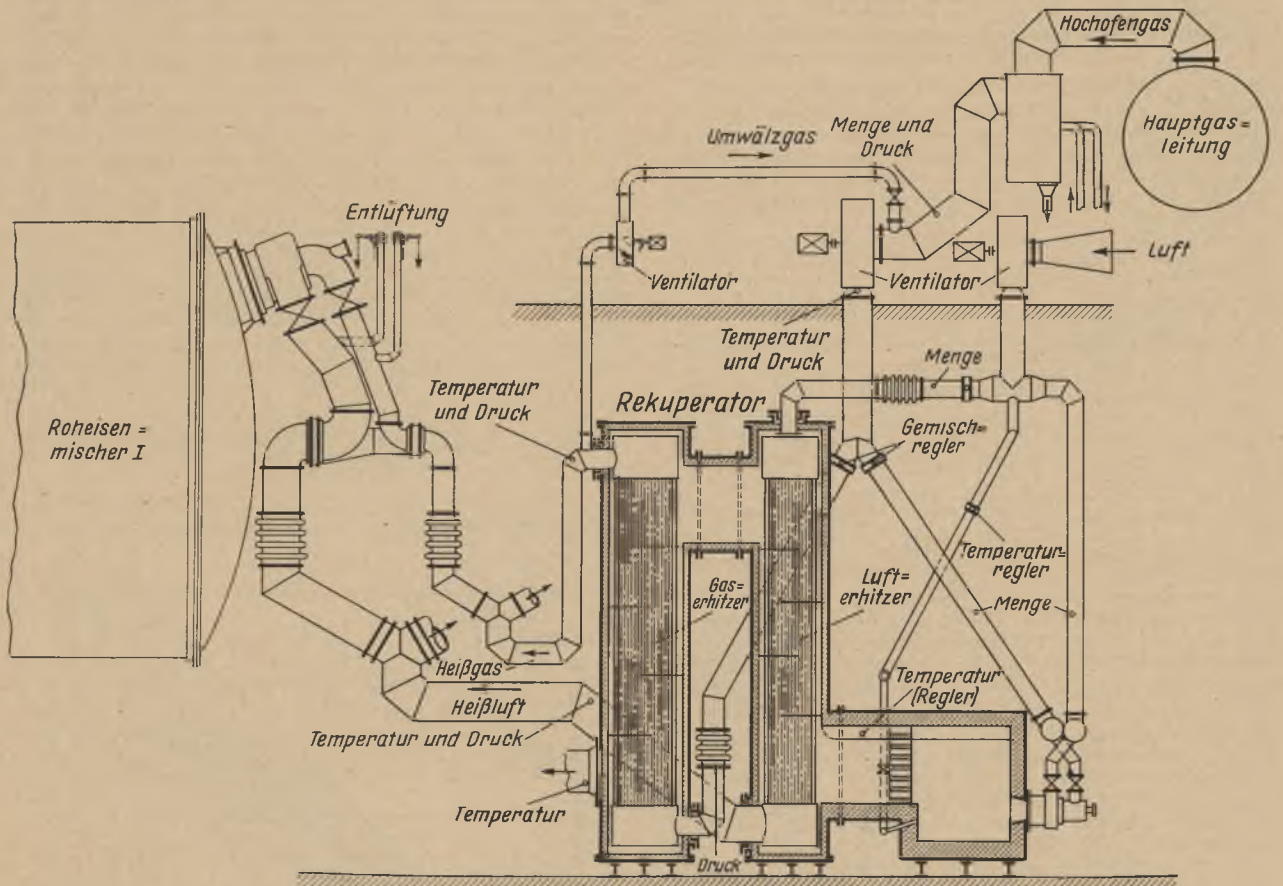 Hochofengas
Hauptgas=
leitung
Umwälzgas
Menge und
Druck
Entlüftung
Luft
Ventilator
Ventilator
Temperatur
und Druck
Menge
Temperatur
und Druck
Rekuperator
Gemisch-
regler
Roheisen=
mischer I
Temperatur-
regler
Gas=
erhitzer
Luft=
erhitzer
Menge
Heißgas
Temperatur
(Regler)
Heißluft
Temperatur und Druck
Temperatur
Druck